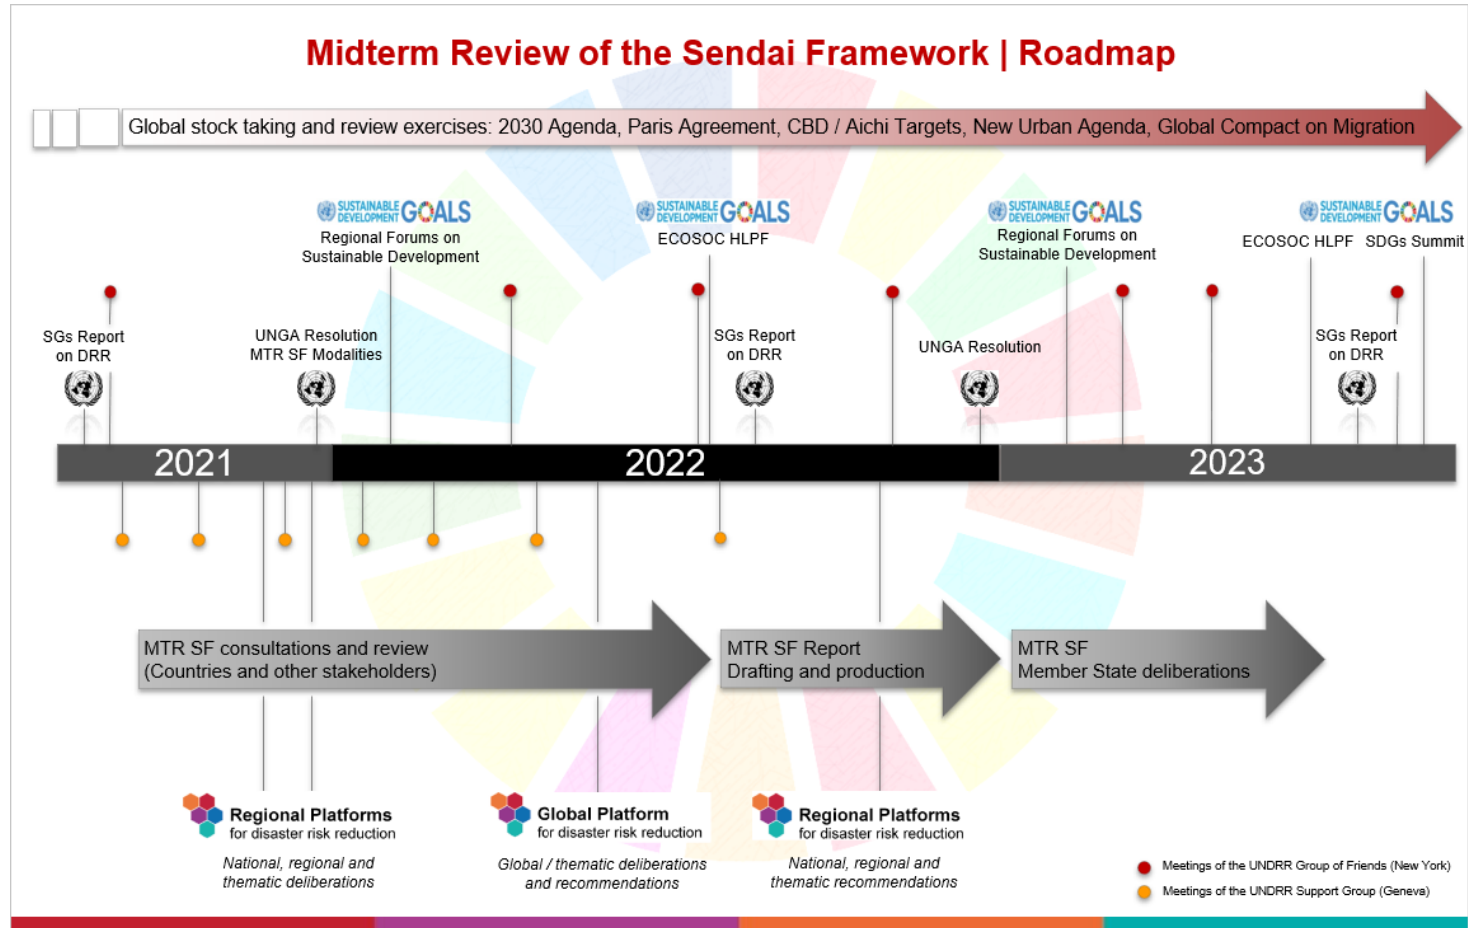 Midterm Review of the Sendai Framework | Roadmap
Global stock taking and review exercises: 2030 Agenda, Paris Agreement, CBD / Aichi Targets, New Urban Agenda, Global Compact on Migration
SUSTAINABLE
DEVELOPMENT GOALS
Regional Forums on
Sustainable Development
SUSTAINABLE
DEVELOPMENT GOALS
ECOSOC HLPF
SUSTAINABLE
DEVELOPMENT GOALS
Regional Forums on
Sustainable Development
SUSTAINABLE
DEVELOPMENT GOALS
ECOSOC HLPF
SDGs Summit
SGs Report
on DRR
UNGA Resolution
MTR SF Modalities
SGs Report
on DRR
UNGA Resolution
SGs Report
on DRR
2021
2022
2023
MTR SF consultations and review
(Countries and other stakeholders)
MTR SF Report
Drafting and production
MTR SF
Member State deliberations
Regional Platforms
for disaster risk reduction
National, regional and
thematic deliberations
Global Platform
for disaster risk reduction
Global / thematic deliberations
and recommendations
Regional Platforms
for disaster risk reduction
National, regional and
thematic recommendations
Meetings of the UNDRR Group of Friends (New York)
Meetings of the UNDRR Support Group (Geneva)